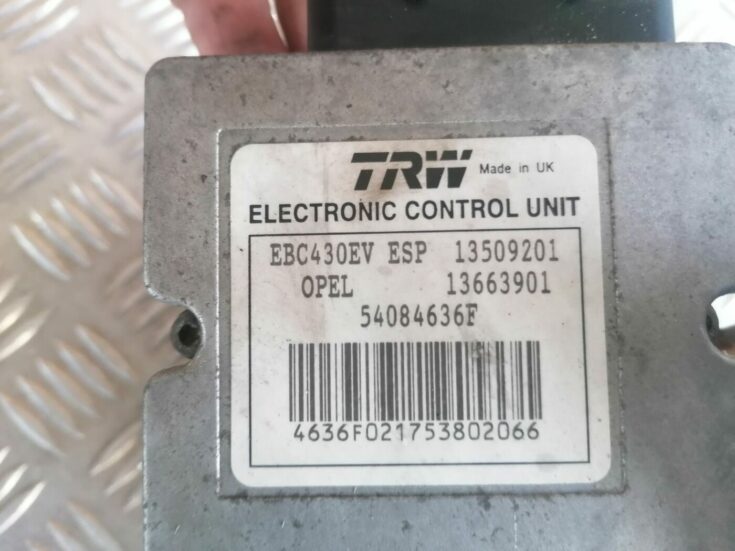 TRW Made in UK
ELECTRONIC CONTROL UNIT
EBC430EV ESP 13509201
OPEL 13663901
54084636F
4636F021753802066